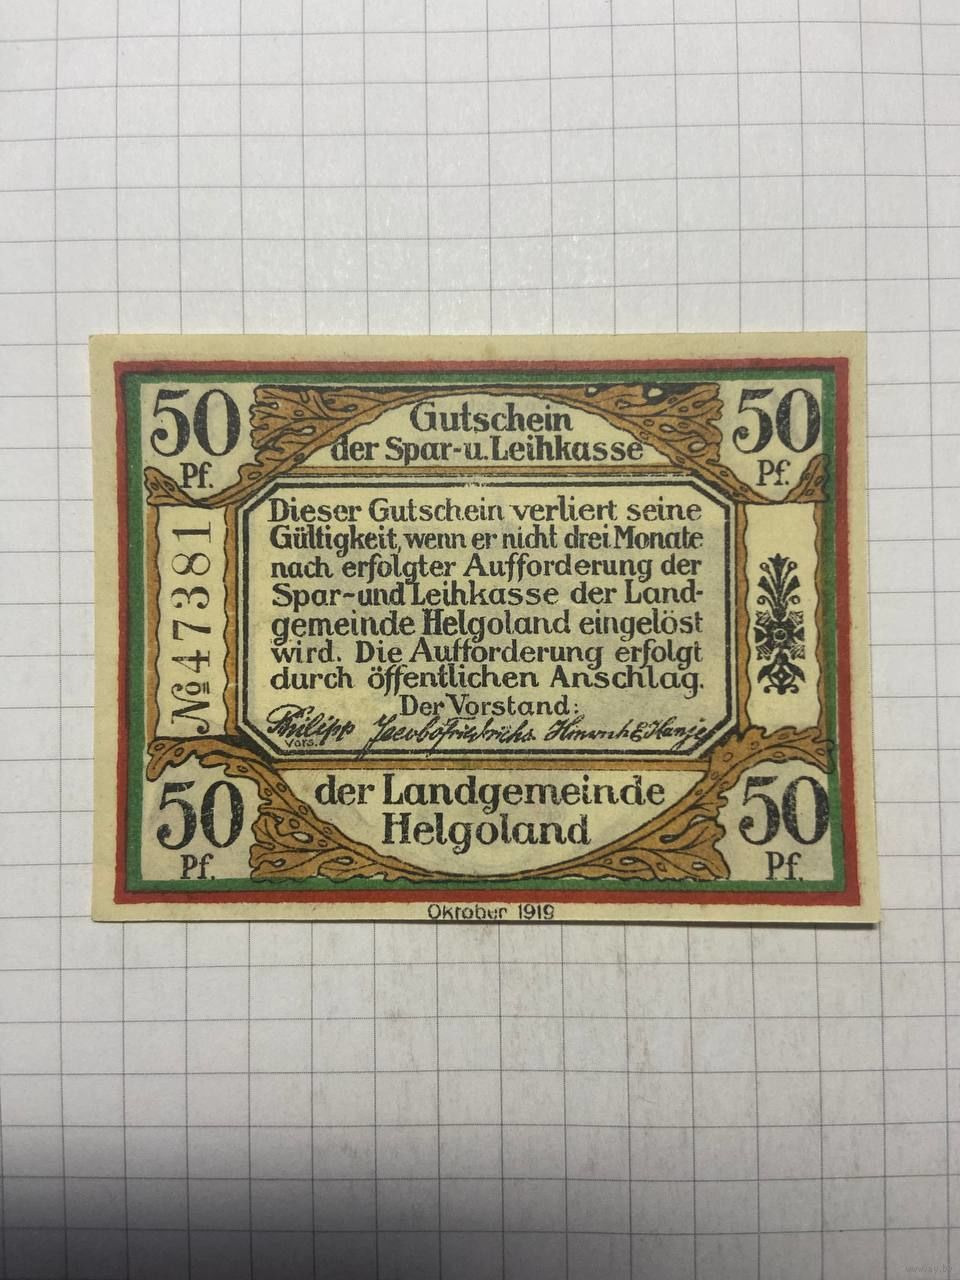 50 Pf.
Gutschein
der Spar-u. Leihkasse
50 Pf.
№ 47381
Dieser Gutschein verliert seine
Gültigkeit, wenn er nicht drei Monate
nach erfolgter Aufforderung der
Spar-und Leihkasse der Land-
gemeinde Helgoland eingelöst
wird. Die Aufforderung erfolgt
durch öffentlichen Anschlag.
Der Vorstand:
Philipp
Vors.
50 Pf.
der Landgemeinde
Helgoland
50 Pf.
Oktober 1919